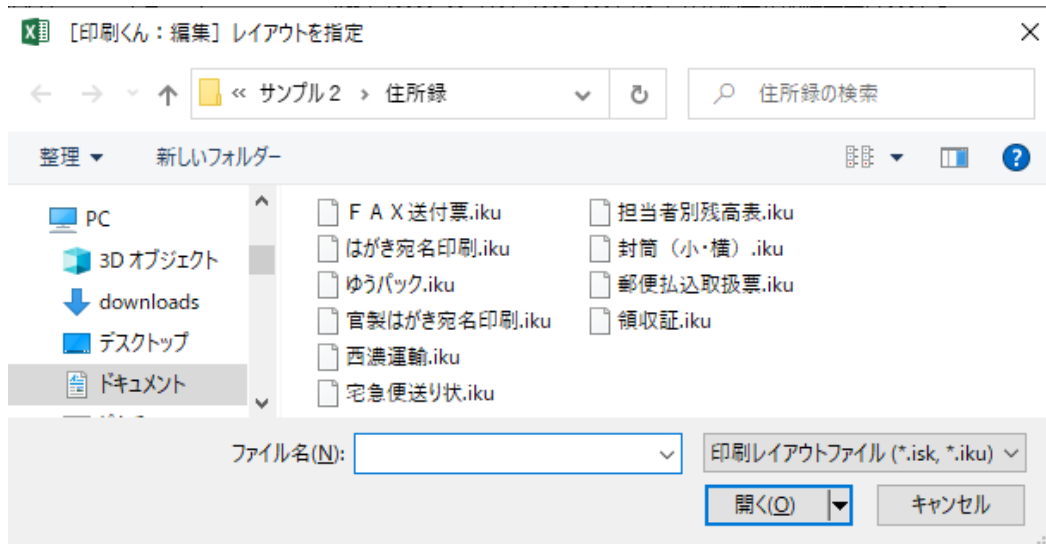 [印刷くん:編集] レイアウトを指定
« サンプル2 › 住所録
住所録の検索
整理
新しいフォルダー
PC
3D オブジェクト
downloads
デスクトップ
ドキュメント
FAX送付票.iku
はがき宛名印刷.iku
ゆうパック.iku
官製はがき宛名印刷.iku
西濃運輸.iku
宅急便送り状.iku
担当者別残高表.iku
封筒(小・横).iku
郵便払込取扱票.iku
領収証.iku
ファイル名(N):
印刷レイアウトファイル (*.isk, *.iku)
開く(O)
キャンセル